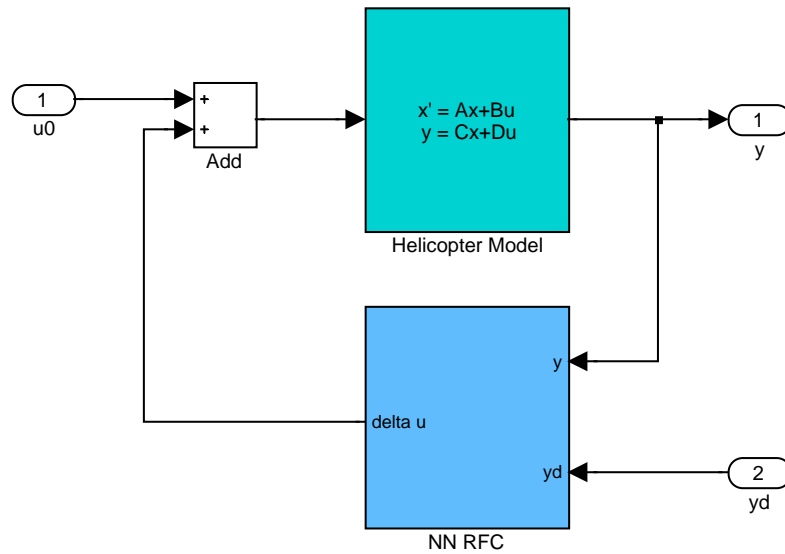 1
u0
+
+
Add
x' = Ax+Bu
y = Cx+Du
Helicopter Model
1
y
y
delta u
yd
NN RFC
2
yd